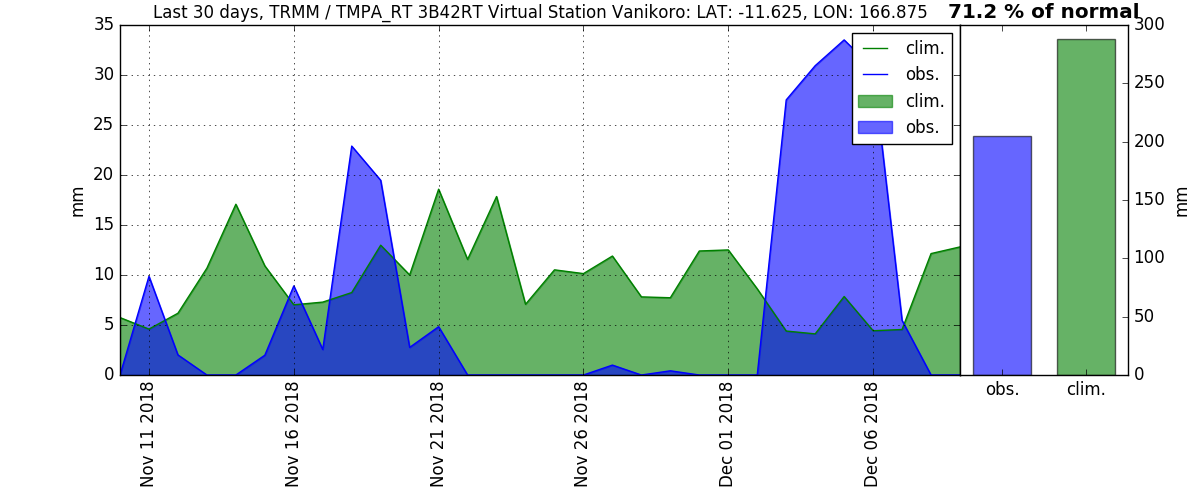 Last 30 days, TRMM / TMPA_RT 3B42RT Virtual Station Vanikoro: LAT: -11.625, LON: 166.875
71.2 % of normal
35
30
25
20
15
10
5
0
mm
clim.
obs.
clim.
obs.
Nov 11 2018
Nov 16 2018
Nov 21 2018
Nov 26 2018
Dec 01 2018
Dec 06 2018
300
250
200
150
100
50
0
mm
obs.
clim.